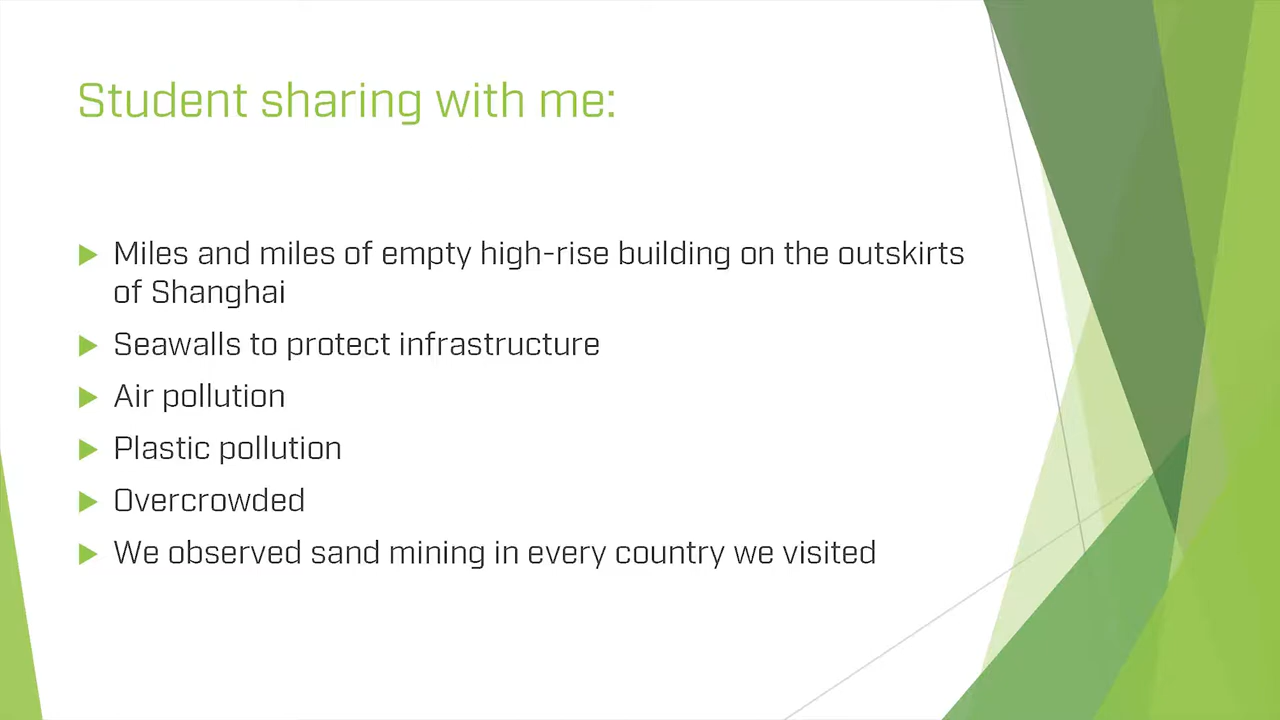 Student sharing with me:
Miles and miles of empty high-rise building on the outskirts
of Shanghai
Seawalls to protect infrastructure
Air pollution
Plastic pollution
Overcrowded
We observed sand mining in every country we visited